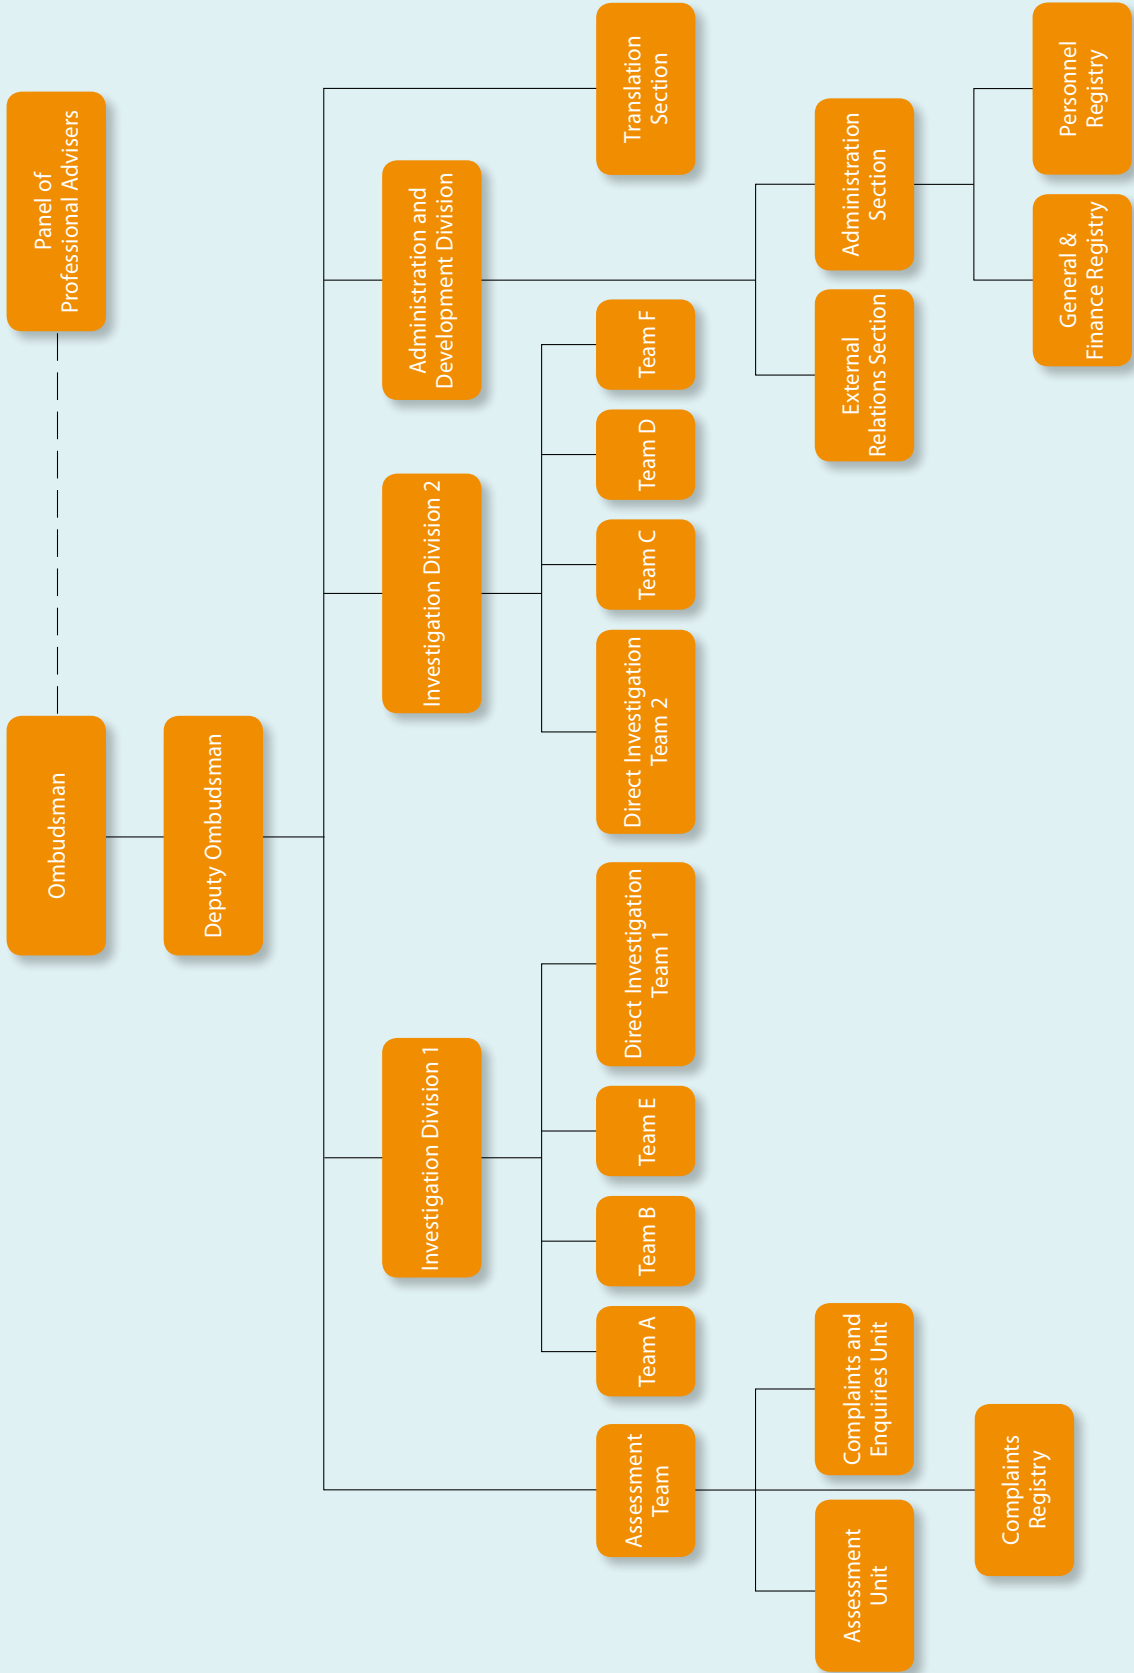 Ombudsman
Panel of
Professional Advisers
Deputy Ombudsman
Investigation Division 1
Investigation Division 2
Administration and
Development Division
Assessment
Team
Team A
Team B
Team E
Direct Investigation
Team 1
Direct Investigation
Team 2
Team C
Team D
Team F
Translation
Section
Assessment
Unit
Complaints and
Enquiries Unit
External
Relations Section
Administration
Section
Complaints
Registry
General &
Finance Registry
Personnel
Registry